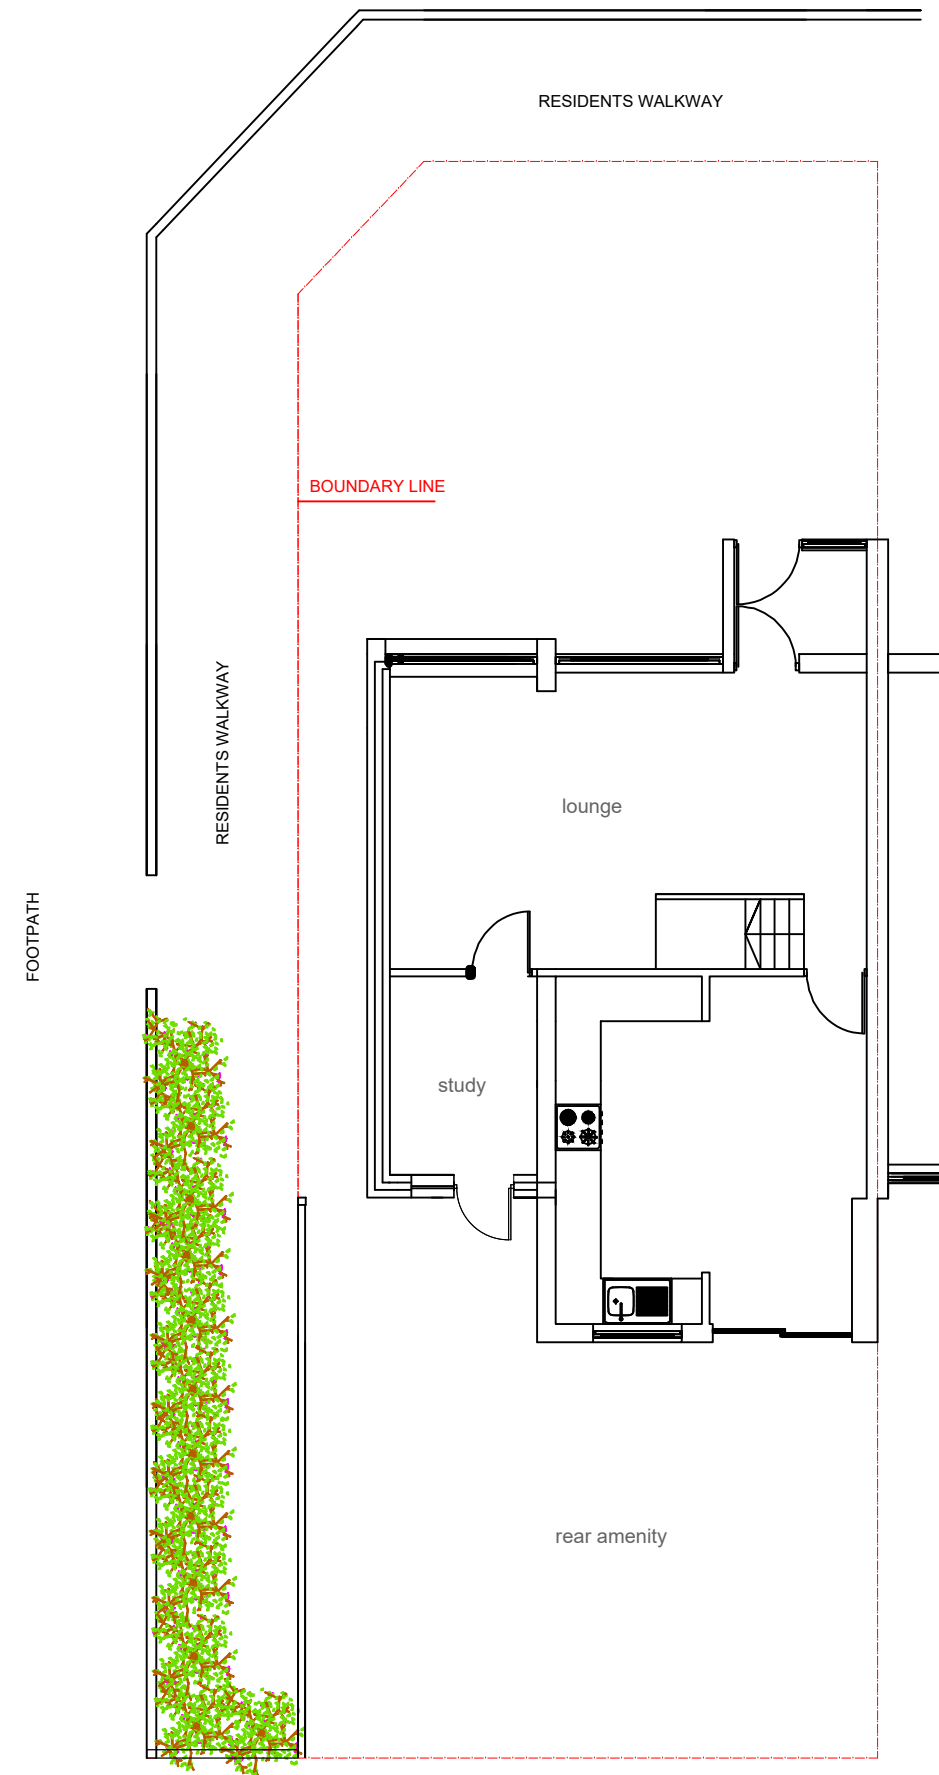 RESIDENTS WALKWAY
BOUNDARY LINE
RESIDENTS WALKWAY
lounge
FOOTPATH
study
rear amenity